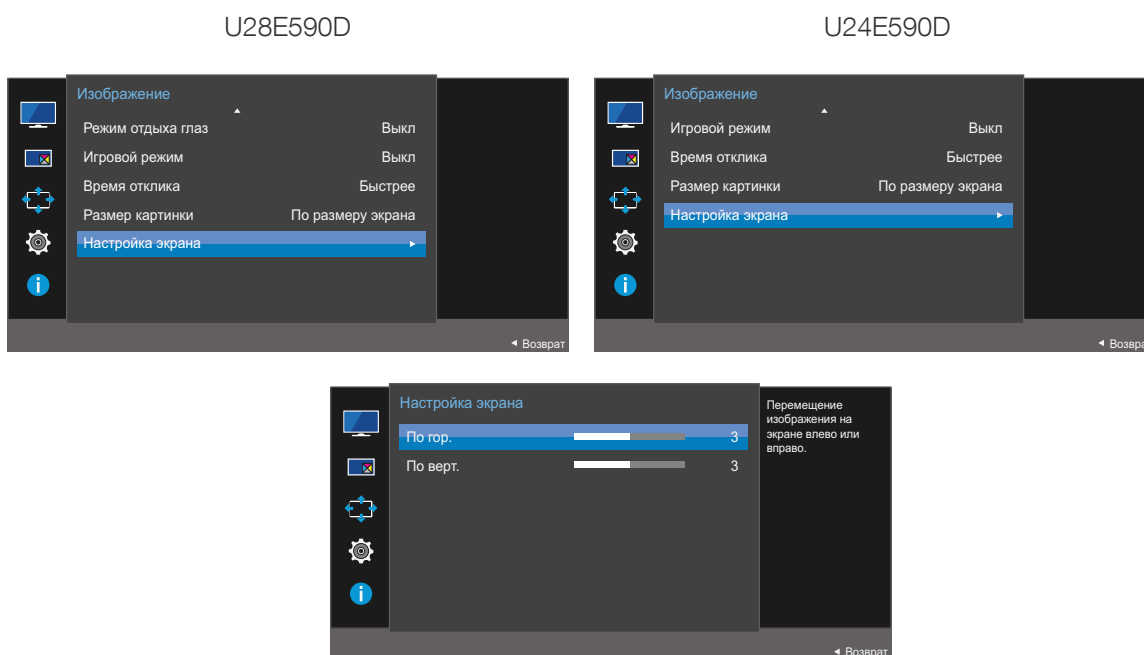 U28E590D
U24E590D
Изображение
Режим отдыха глаз Выкл
Игровой режим Выкл
Время отклика Быстрее
Размер картинки По размеру экрана
Настройка экрана
Возврат
Изображение
Игровой режим Выкл
Время отклика Быстрее
Размер картинки По размеру экрана
Настройка экрана
Возвра
Настройка экрана
По гор. 3
По верт. 3
Перемещение
изображения на
экране влево или
вправо.
Возврат